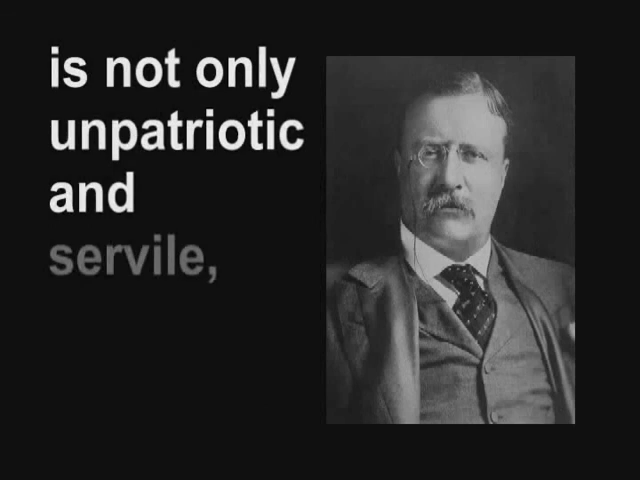 is not only
unpatriotic
and
servile,